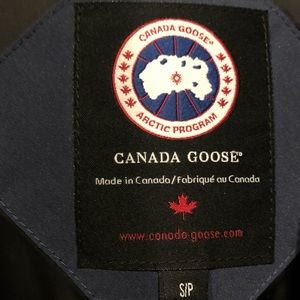 CANADA GOOSE®
ARCTIC PROGRAM
CANADA GOOSE®
Made in Canada/Fabriqué au Canada
www.canada-goose.com
S/P